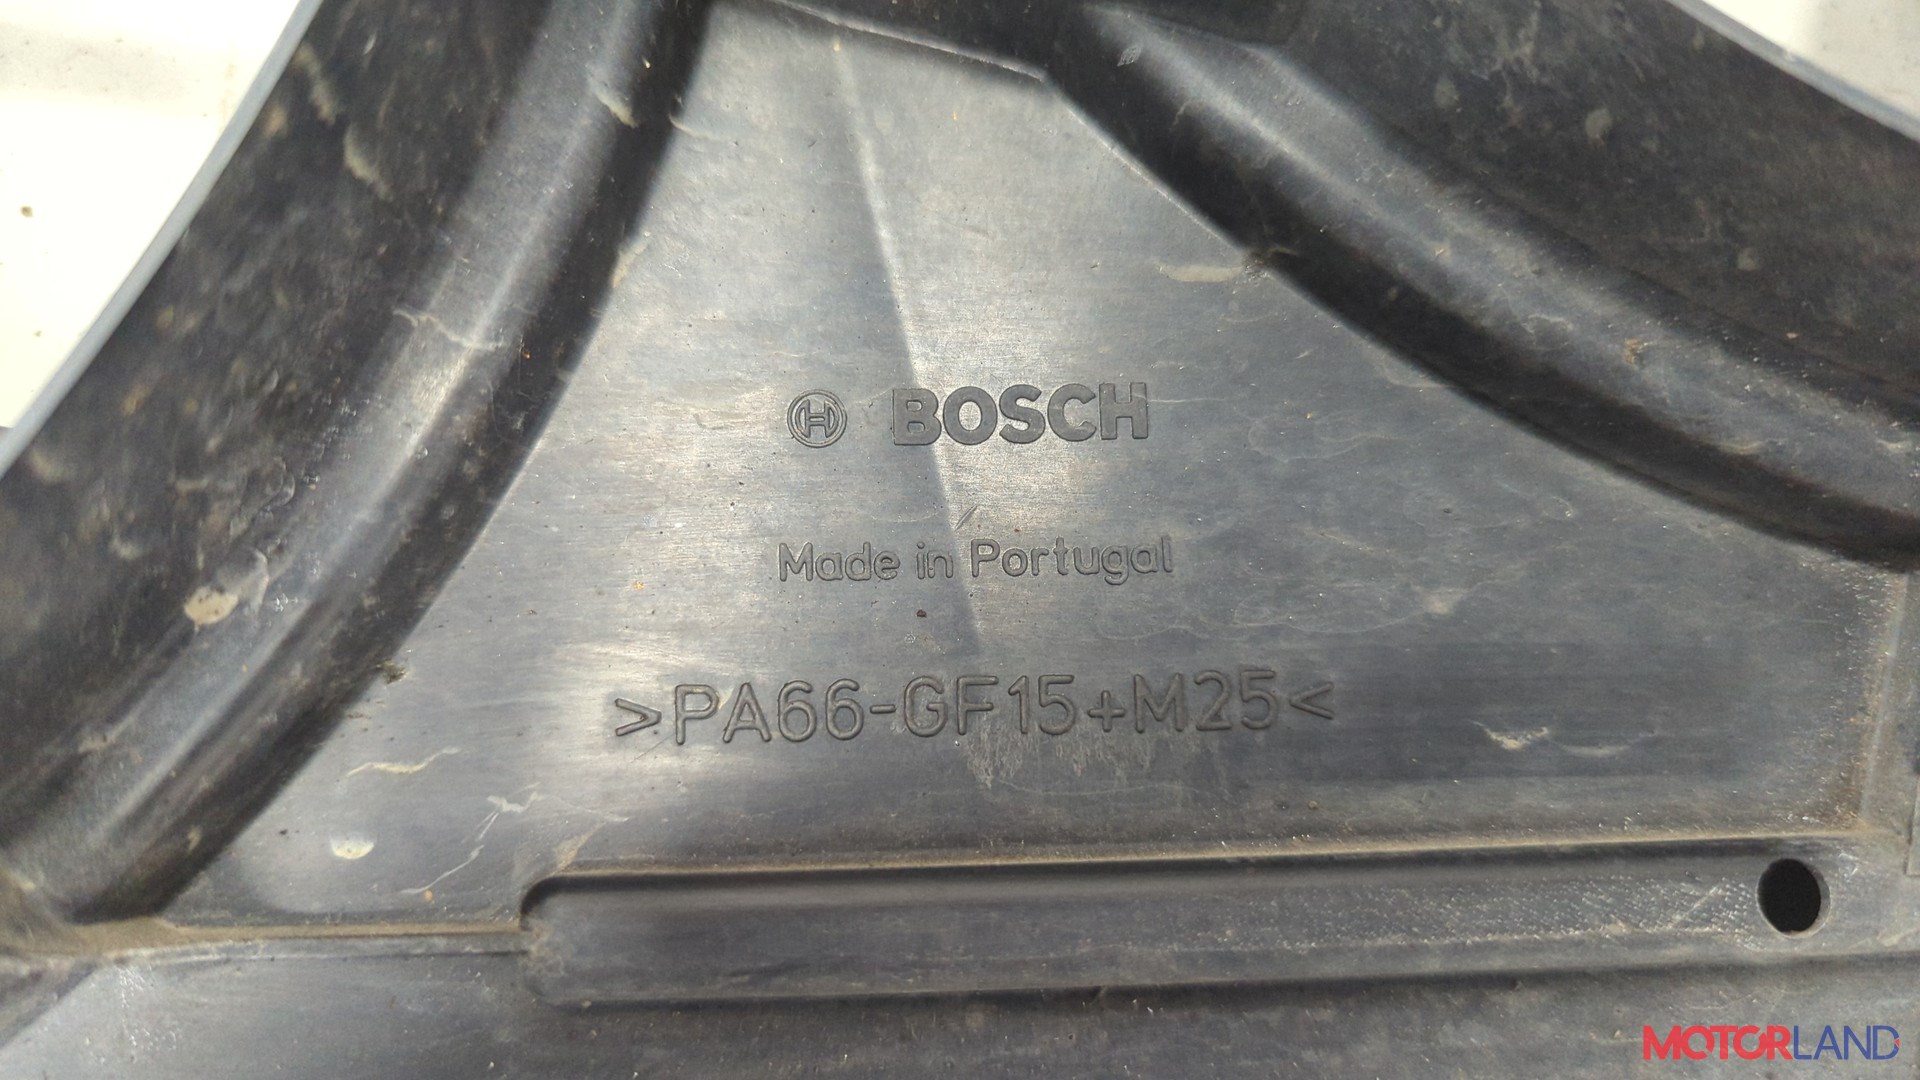 BOSCH
Made in Portugal
>PA66-GF15+M25<
MOTORLAND